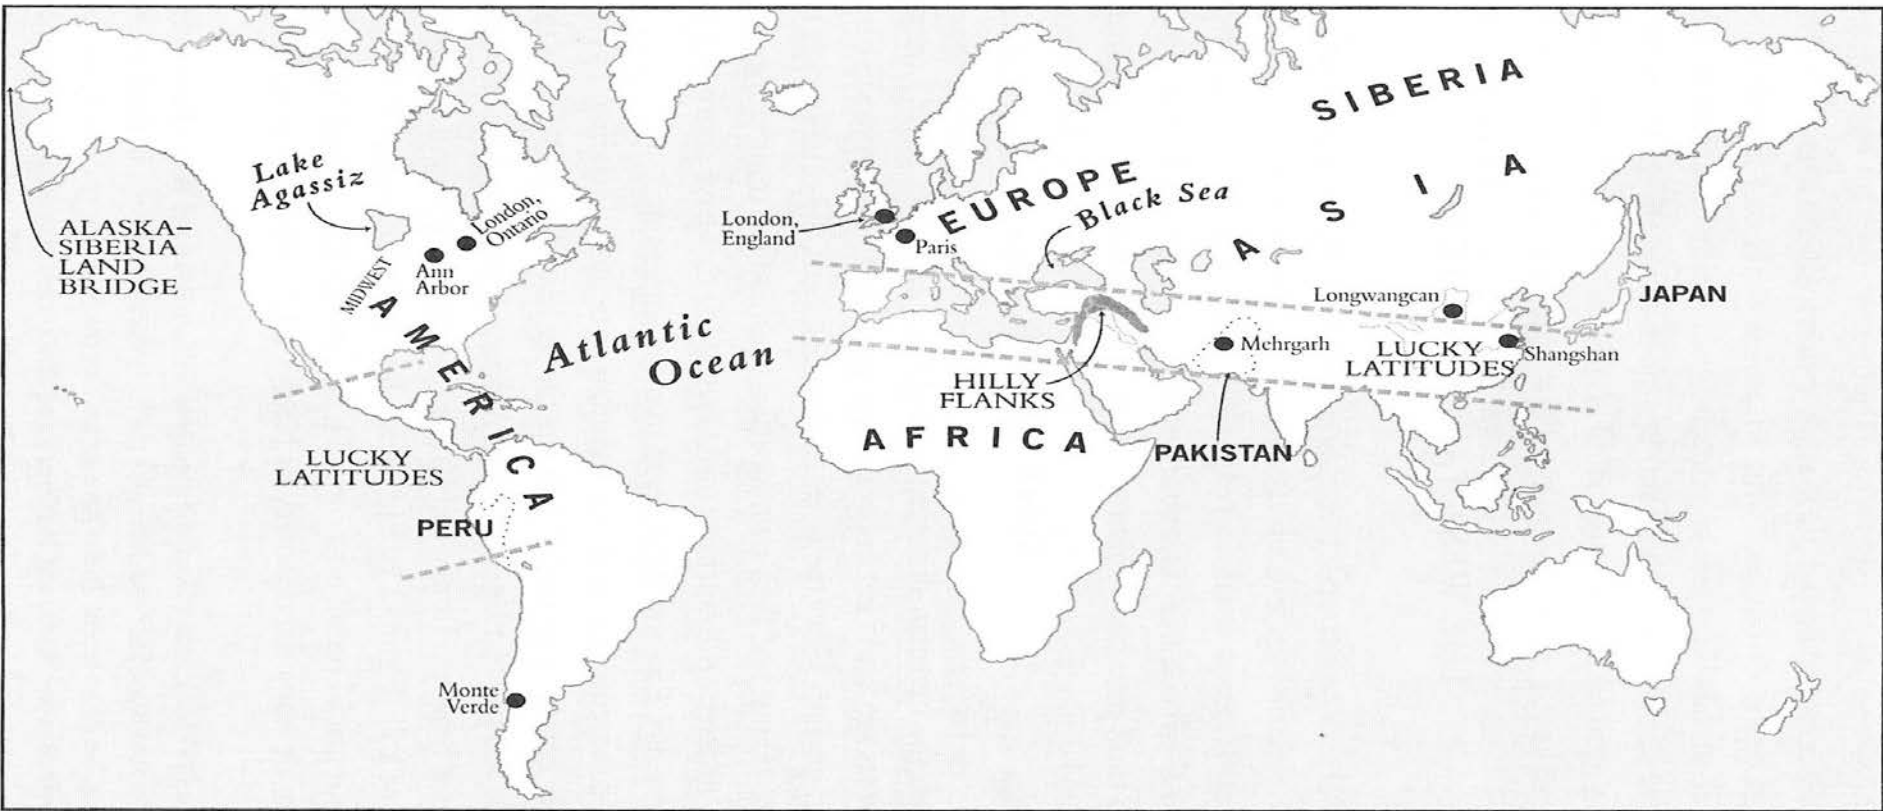 SIBERIA
ASIA
EUROPE
Black Sea
Lake
Agassiz
London,
Ontario
ALASKA–
SIBERIA
LAND
BRIDGE
Ann
Arbor
MIDWEST
AMERICA
London,
England
Paris
Atlantic
Ocean
Longwangcan
JAPAN
Mehrgarh
LUCKY
LATITUDES
Shangshan
HILLY
FLANKS
AFRICA
PAKISTAN
LUCKY
LATITUDES
PERU
Monte
Verde